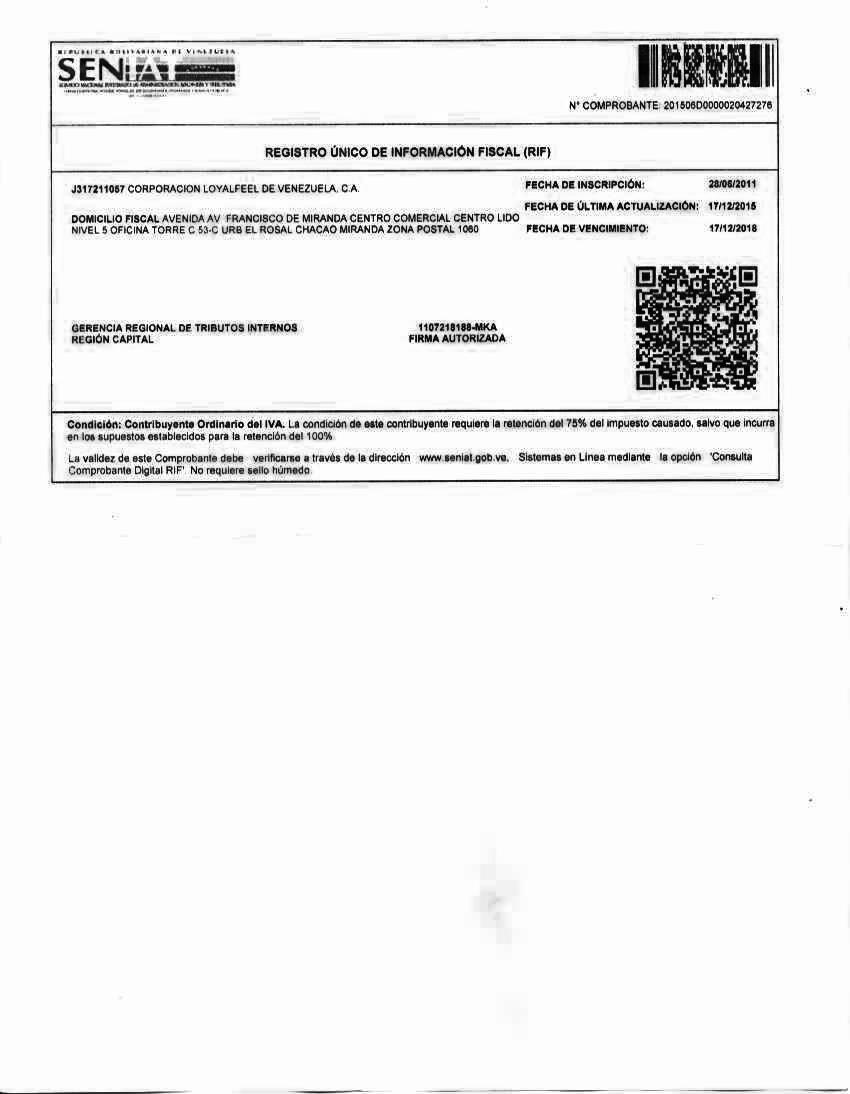 REPUBLICA BOLIVARIANA DE VENEZUELA
SENIAT
SERVICIO NACIONAL INTEGRADO DE ADMINISTRACIÓN ADUANERA Y TRIBUTARIA
N° COMPROBANTE: 201506D0000020427276
REGISTRO ÚNICO DE INFORMACIÓN FISCAL (RIF)
J317211057 CORPORACION LOYALFEEL DE VENEZUELA, C.A.
FECHA DE INSCRIPCIÓN: 28/06/2011
FECHA DE ÚLTIMA ACTUALIZACIÓN: 17/12/2015
DOMICILIO FISCAL AVENIDA AV FRANCISCO DE MIRANDA CENTRO COMERCIAL CENTRO LIDO
NIVEL 5 OFICINA TORRE C 53-C URB EL ROSAL CHACAO MIRANDA ZONA POSTAL 1060
FECHA DE VENCIMIENTO: 17/12/2018
GERENCIA REGIONAL DE TRIBUTOS INTERNOS
REGIÓN CAPITAL
1107218188-MKA
FIRMA AUTORIZADA
Condición: Contribuyente Ordinario del IVA. La condición de este contribuyente requiere la retención del 75% del impuesto causado, salvo que incurra
en los supuestos establecidos para la retención del 100%
La validez de este Comprobante debe verificarse a través de la dirección www.seniat.gob.ve, Sistemas en Línea mediante la opción 'Consulta
Comprobante Digital RIF'. No requiere sello húmedo.